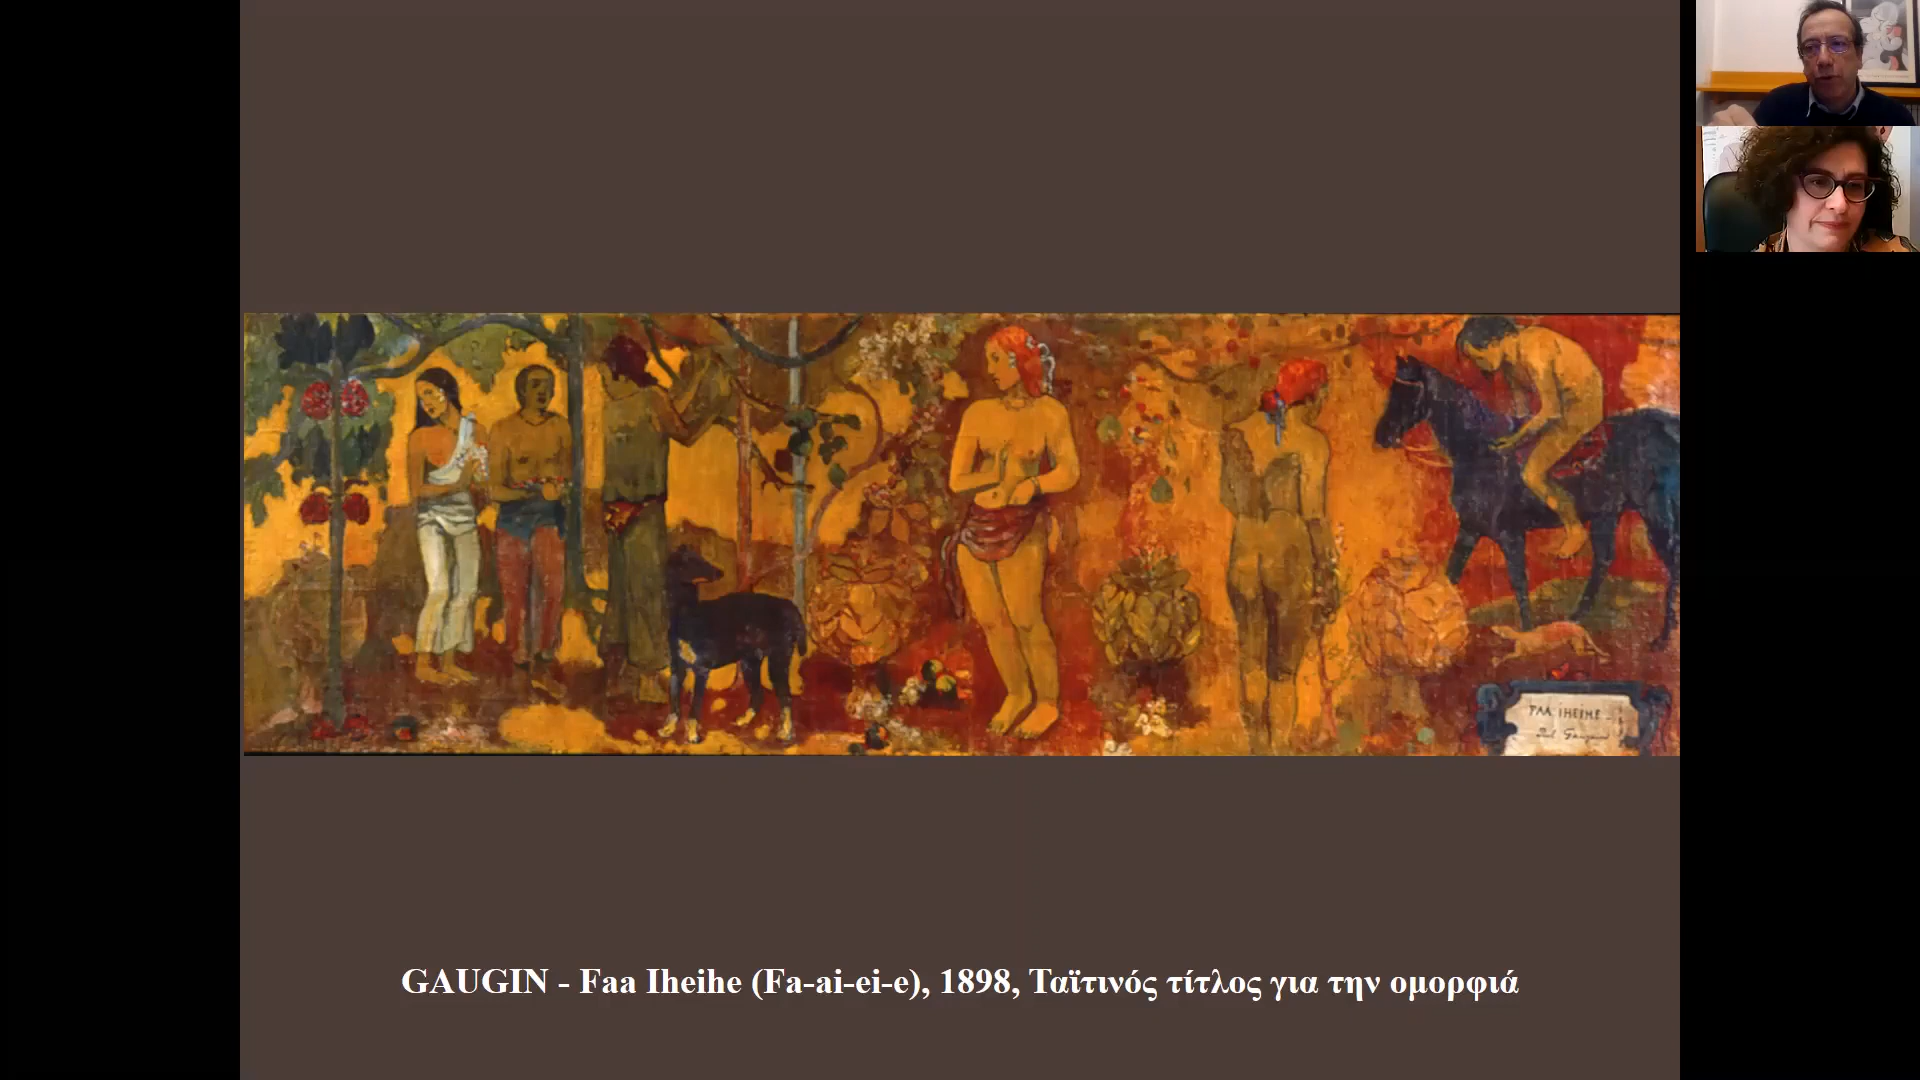 FAA IHEIHE
GAUGIN - Faa Iheihe (Fa-ai-ei-e), 1898, Ταϊτινός τίτλος για την ομορφιά